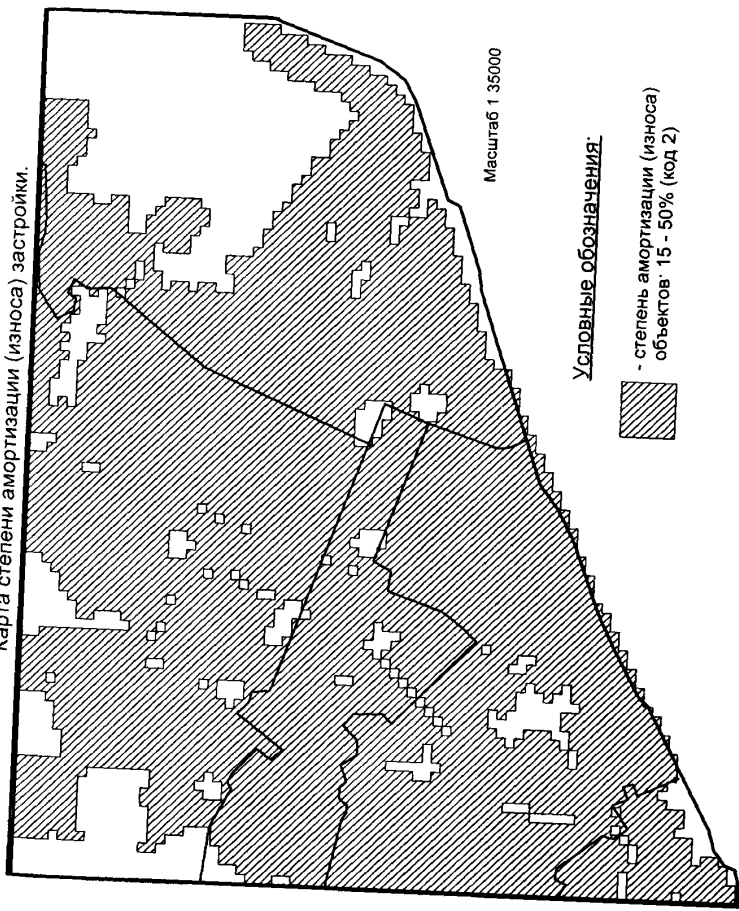 Карта степени амортизации (износа) застройки.
Масштаб 1 35000
Условные обозначения:
- степень амортизации (износа)
объектов: 15 - 50% (код 2)